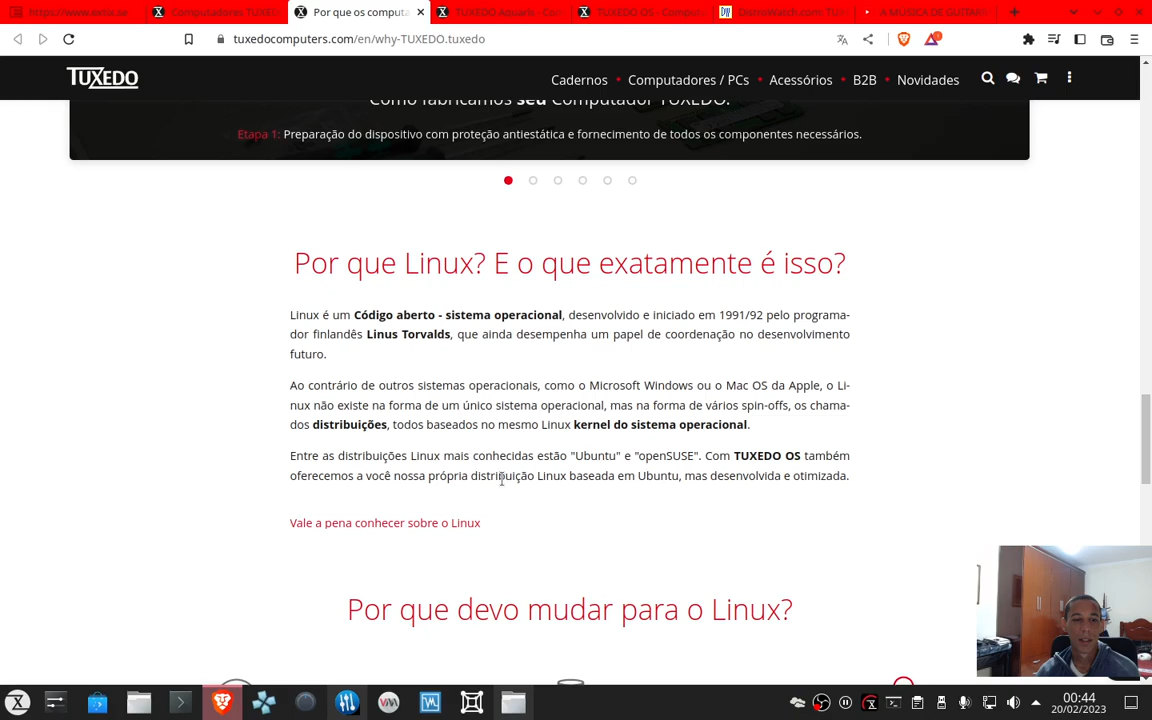 https://www.extix.se
Computadores TUXED
Por que os computa
TUXEDO Aquaris - Con
TUXEDO OS - Comput
DistroWatch.com: TUX
A MUSICA DE GUITAR
tuxedocomputers.com/en/why-TUXEDO.tuxedo
TUXEDO
Cadernos
Computadores / PCs
Acessórios
B2B
Novidades
Como fabricamos seu Computador TUXEDO.
Etapa 1: Preparação do dispositivo com proteção antiestática e fornecimento de todos os componentes necessários.
Por que Linux? E o que exatamente é isso?
Linux é um Código aberto - sistema operacional, desenvolvido e iniciado em 1991/92 pelo programa-
dor finlandês Linus Torvalds, que ainda desempenha um papel de coordenação no desenvolvimento
futuro.
Ao contrário de outros sistemas operacionais, como o Microsoft Windows ou o Mac OS da Apple, o Li-
nux não existe na forma de um único sistema operacional, mas na forma de vários spin-offs, os chama-
dos distribuições, todos baseados no mesmo Linux kernel do sistema operacional.
Entre as distribuições Linux mais conhecidas estão "Ubuntu" e "openSUSE". Com TUXEDO OS também
oferecemos a você nossa própria distribuição Linux baseada em Ubuntu, mas desenvolvida e otimizada.
Vale a pena conhecer sobre o Linux
Por que devo mudar para o Linux?
00:44
20/02/2023